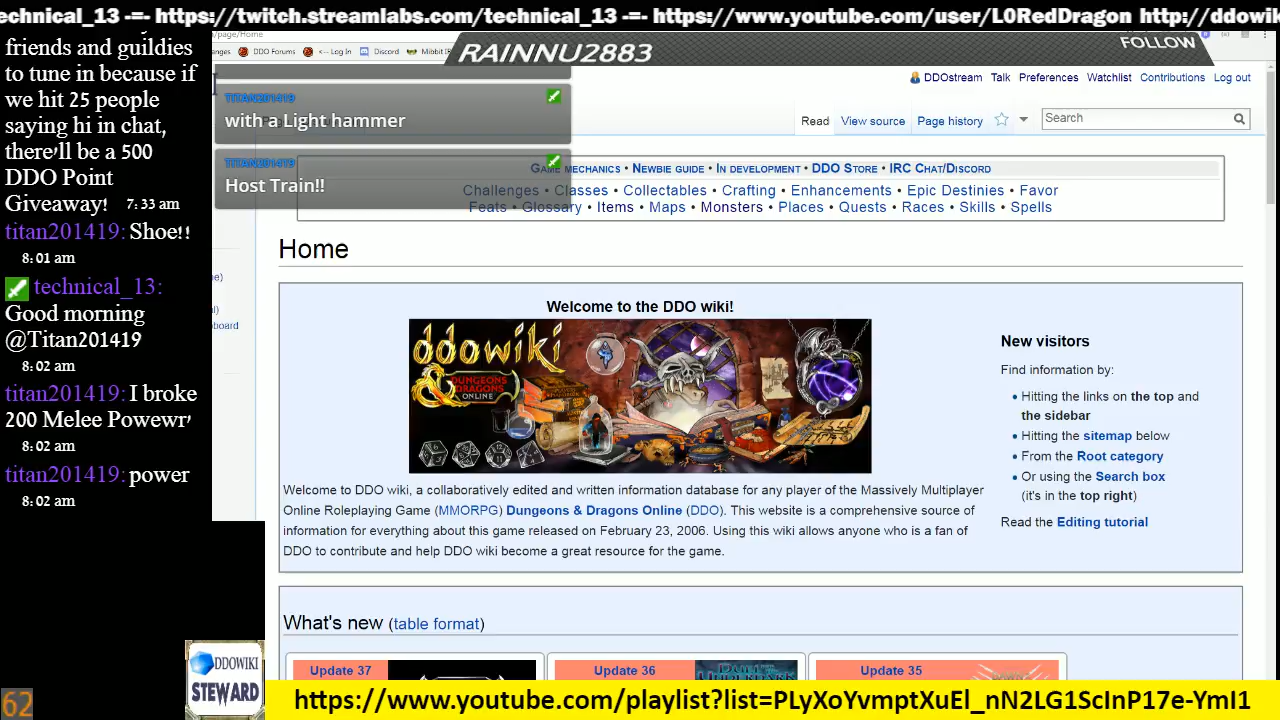 echnical_13 -=- https://twitch.streamlabs.com/technical_13 -=- https://www.youtube.com/user/L0RedDragon http://ddowik
friends and guildies
to tune in because if
we hit 25 people
saying hi in chat,
there'll be a 500
DDO Point
Giveaway! 7:33 am
titan201419: Shoe!!
8:01 am
technical_13:
Good morning
@Titan201419
8:02 am
titan201419: I broke
200 Melee Powewr
8:02 am
titan201419: power
8:02 am
62
DDOWIKI
STEWARD
page/Home
nges DDO Forums <-- Log In Discord Mibbit
RAINNU2883
FOLLOW
TITAN201419
with a Light hammer
TITAN201419
Host Train!!
DDOstream Talk Preferences Watchlist Contributions Log out
Read View source Page history Search
Game mechanics • Newbie guide • In development • DDO Store • IRC Chat/Discord
Challenges • Classes • Collectables • Crafting • Enhancements • Epic Destinies • Favor
Feats • Glossary • Items • Maps • Monsters • Places • Quests • Races • Skills • Spells
Home
Welcome to the DDO wiki!
ddowiki
DUNGEONS & DRAGONS
ONLINE
Welcome to DDO wiki, a collaboratively edited and written information database for any player of the Massively Multiplayer
Online Roleplaying Game (MMORPG) Dungeons & Dragons Online (DDO). This website is a comprehensive source of
information for everything about this game released on February 23, 2006. Using this wiki allows anyone who is a fan of
DDO to contribute and help DDO wiki become a great resource for the game.
New visitors
Find information by:
• Hitting the links on the top and
the sidebar
• Hitting the sitemap below
• From the Root category
• Or using the Search box
(it's in the top right)
Read the Editing tutorial
What's new (table format)
Update 37
Update 36
Update 35
https://www.youtube.com/playlist?list=PLyXoYvmptXuEl_nN2LG1ScInP17e-YmI1